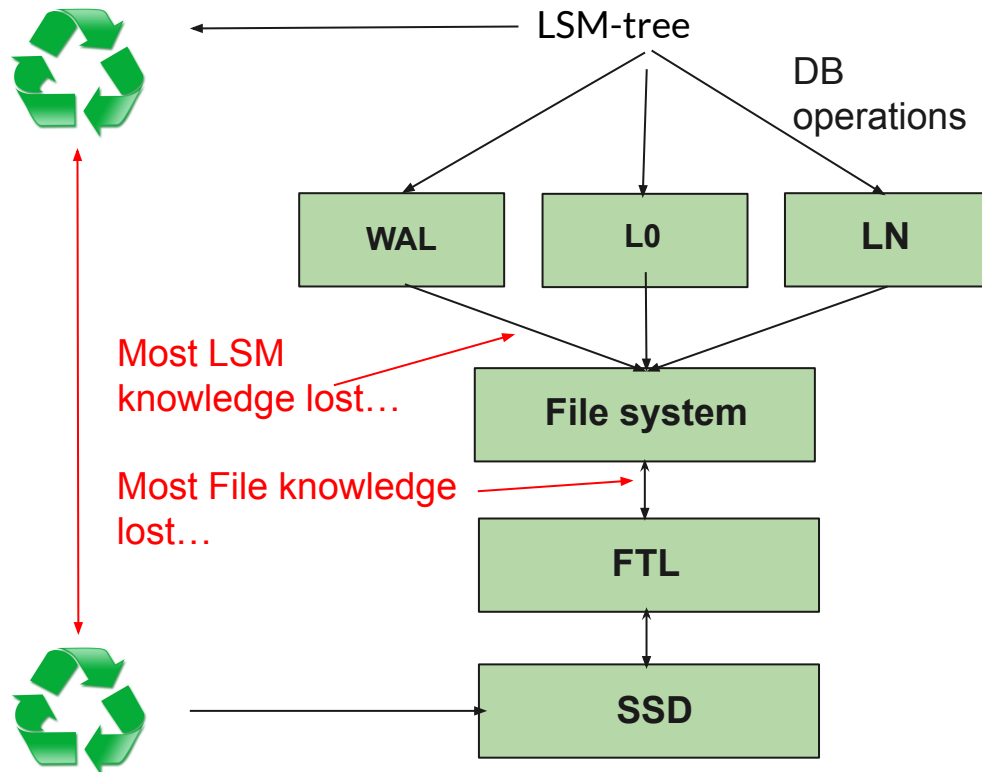 LSM-tree
DB
operations
WAL
L0
LN
Most LSM
knowledge lost…
File system
Most File knowledge
lost…
FTL
SSD